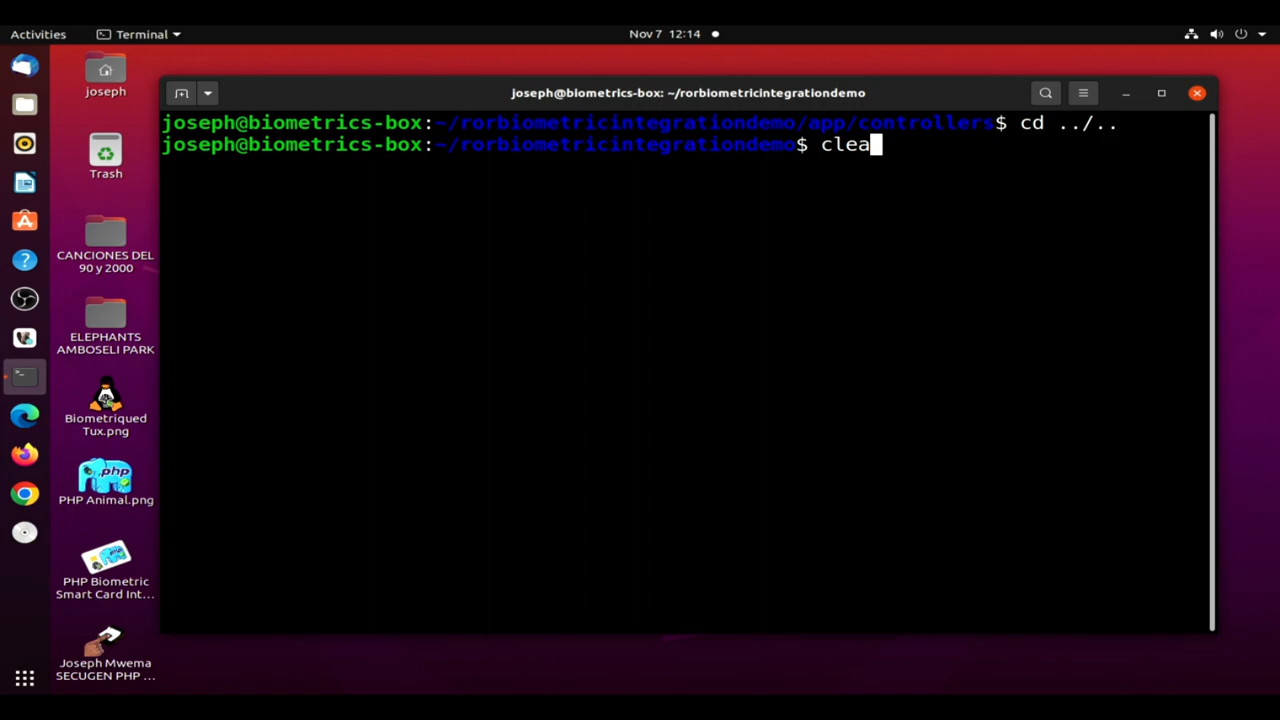 Activities
Terminal
Nov 7 12:14
joseph@biometrics-box: ~/rorbiometricintegrationdemo
joseph@biometrics-box:~/rorbiometricintegrationdemo/app/controllers$ cd ../..
joseph@biometrics-box:~/rorbiometricintegrationdemo$ clea
joseph
Trash
CANCIONES DEL
90 y 2000
ELEPHANTS
AMBOSELI PARK
Biometriqued
Tux.png
php
PHP Animal.png
PHP Biometric
Smart Card Int...
Joseph Mwema
SECUGEN PHP ...